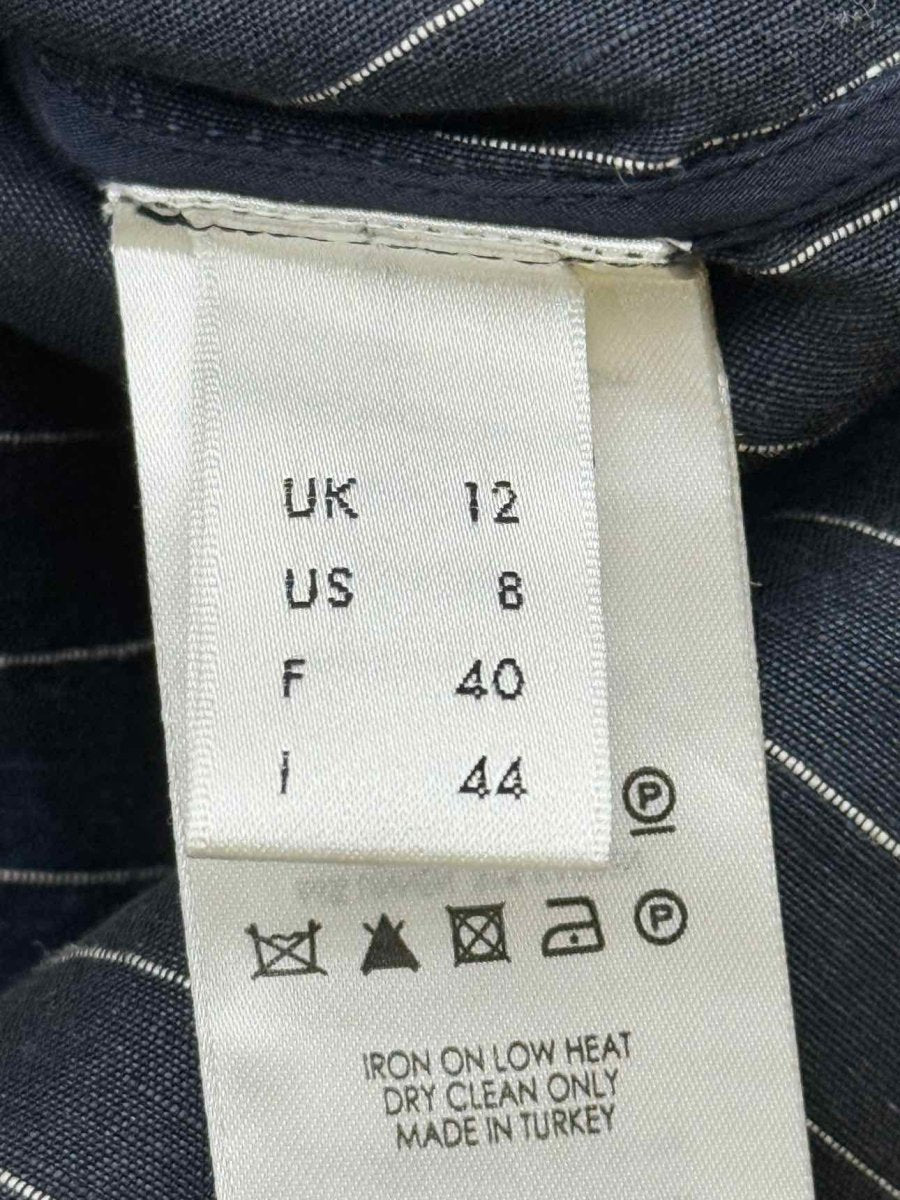 UK 12
US 8
F 40
I 44
P
P
IRON ON LOW HEAT
DRY CLEAN ONLY
MADE IN TURKEY